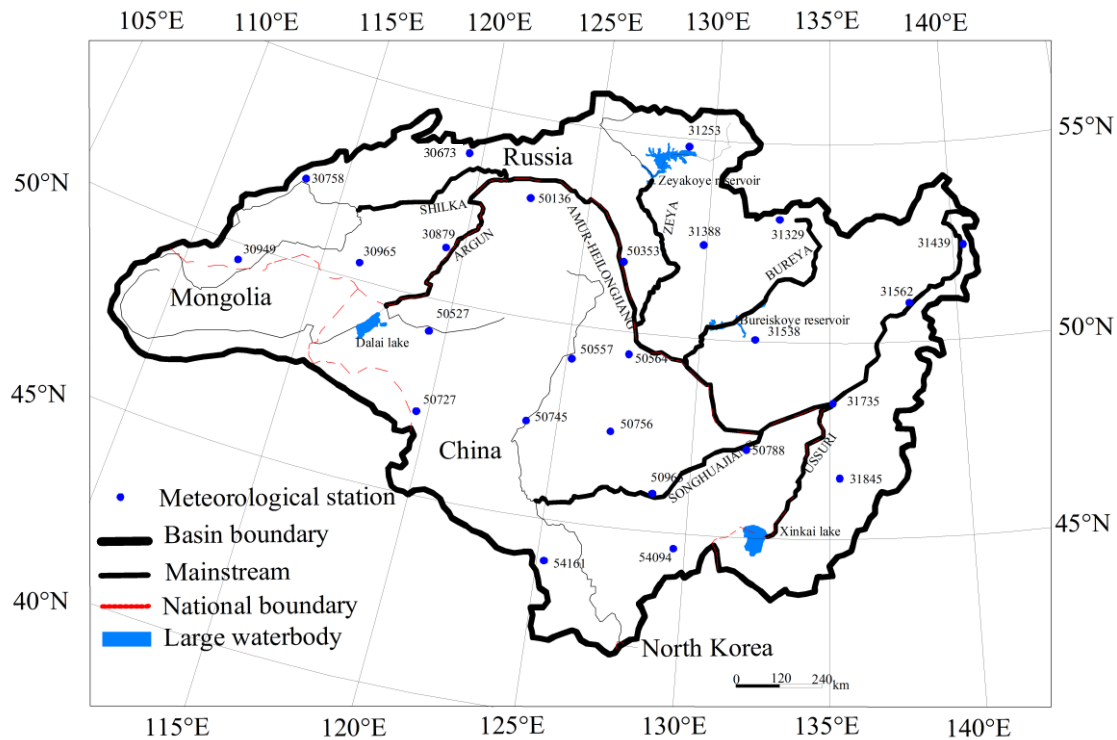 105°E 110°E 115°E 120°E 125°E 130°E 135°E 140°E
55°N
50°N
45°N
40°N
50°N
45°N
31253
30673
Russia
Zeyakoye reservoir
30758
50136
SHILKA
ZEYA
AMUR-HEILONGJIANG
31329
31388
31439
30879
ARGUN
50353
BUREYA
30949
30965
Mongolia
31562
50527
Bureiskoye reservoir
31538
Dalai lake
50557
50564
50727
31735
50745
50756
China
50788
SONGHUAJIANG
USSURI
31845
5096
Xinkai lake
54161
54094
North Korea
Meteorological station
Basin boundary
Mainstream
National boundary
Large waterbody
0 120 240 km
115°E 120°E 125°E 130°E 135°E 140°E